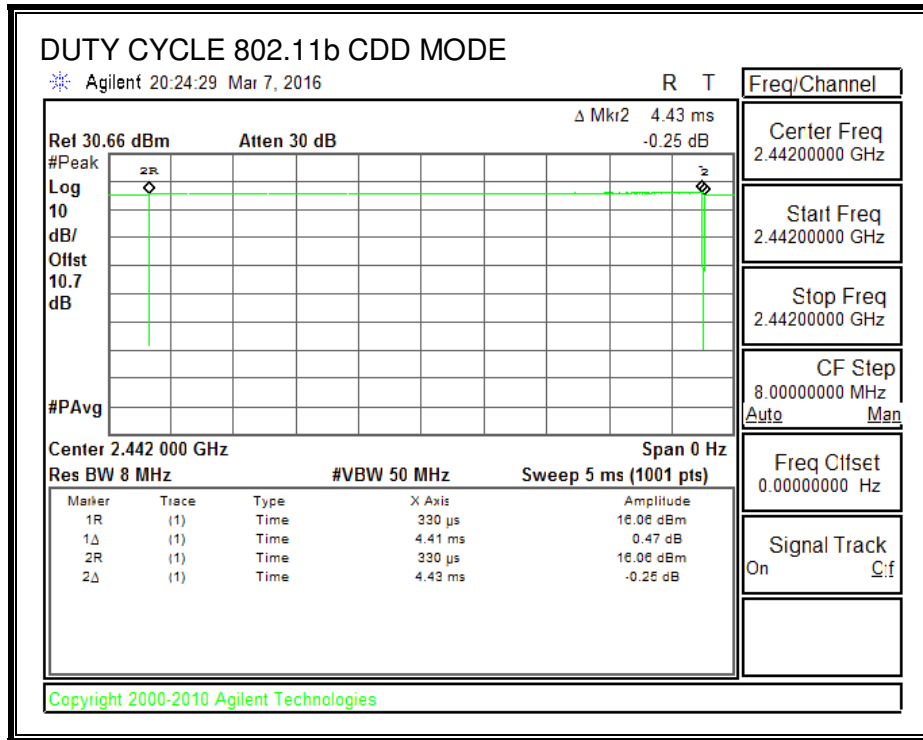 DUTY CYCLE 802.11b CDD MODE
Agilent 20:24:29 Mar 7, 2016 R T
Freq/Channel
Δ Mkr2 4.43 ms
Ref 30.66 dBm Atten 30 dB -0.25 dB
#Peak
Log
10
dB/
Offst
10.7
dB
2R
2
#PAvg
Center 2.442 000 GHz Span 0 Hz
Res BW 8 MHz #VBW 50 MHz Sweep 5 ms (1001 pts)
Marker Trace Type X Axis Amplitude
1R (1) Time 330 µs 16.06 dBm
1Δ (1) Time 4.41 ms 0.47 dB
2R (1) Time 330 µs 16.06 dBm
2Δ (1) Time 4.43 ms -0.25 dB
Center Freq
2.44200000 GHz
Start Freq
2.44200000 GHz
Stop Freq
2.44200000 GHz
CF Step
8.00000000 MHz
Auto Man
Freq Offset
0.00000000 Hz
Signal Track
On Off
Copyright 2000-2010 Agilent Technologies